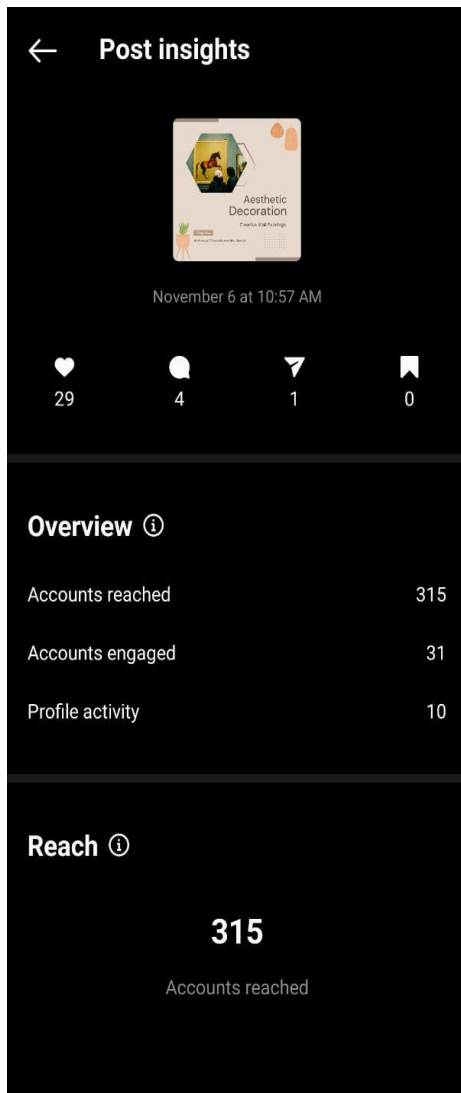 Post insights
Aesthetic
Decoration
Creative Wall Paintings
November 6 at 10:57 AM
29 4 1 0
Overview
Accounts reached 315
Accounts engaged 31
Profile activity 10
Reach
315
Accounts reached